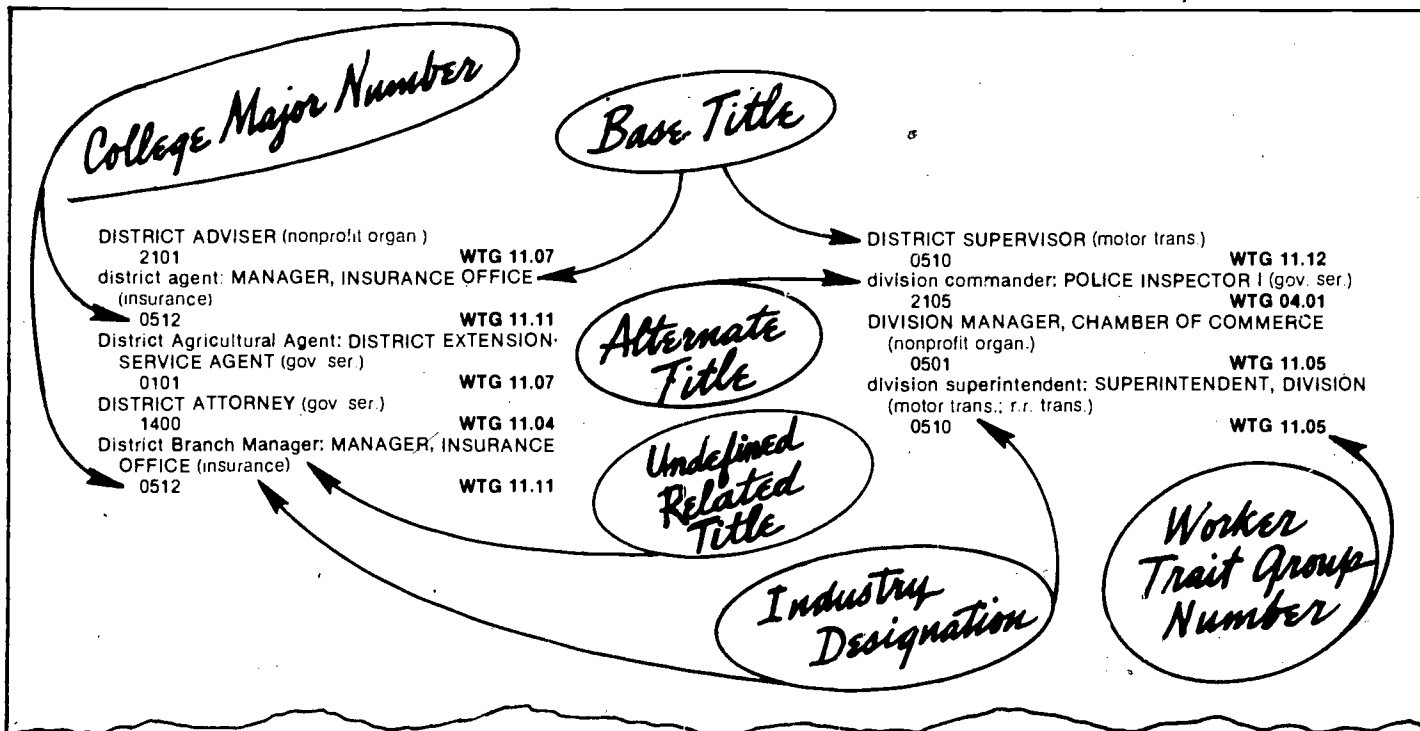 College Major Number
Base Title
DISTRICT ADVISER (nonprofit organ.)
2101 WTG 11.07
district agent: MANAGER, INSURANCE OFFICE
(insurance)
0512 WTG 11.11
District Agricultural Agent: DISTRICT EXTENSION-
SERVICE AGENT (gov ser.)
0101 WTG 11.07
DISTRICT ATTORNEY (gov ser.)
1400 WTG 11.04
District Branch Manager: MANAGER, INSURANCE
OFFICE (insurance)
0512 WTG 11.11
Alternate
Title
Undefined
Related
Title
DISTRICT SUPERVISOR (motor trans.)
0510 WTG 11.12
division commander: POLICE INSPECTOR I (gov. ser.)
2105 WTG 04.01
DIVISION MANAGER, CHAMBER OF COMMERCE
(nonprofit organ.)
0501 WTG 11.05
division superintendent: SUPERINTENDENT, DIVISION
(motor trans.; r.r. trans.)
0510 WTG 11.05
Industry
Designation
Worker
Trait Group
Number